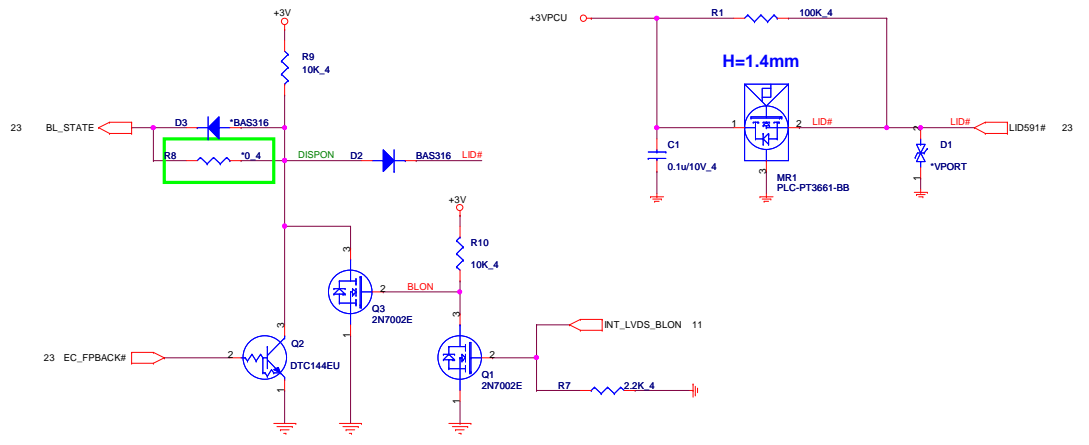 +3V
R9
10K_4
+3VPCU
R1
100K_4
H=1.4mm
23
BL_STATE
D3
*BAS316
R8
*0_4
DISPON
D2
BAS316
LID#
1
2
LID#
LID#
LID591#
23
C1
0.1u/10V_4
3
MR1
PLC-PT3661-BB
2
D1
*VPORT
1
+3V
R10
10K_4
3
2
BLON
Q3
2N7002E
1
3
INT_LVDS_BLON
11
23
EC_FPBACK#
2
3
Q2
DTC144EU
1
2
Q1
2N7002E
1
R7
2.2K_4